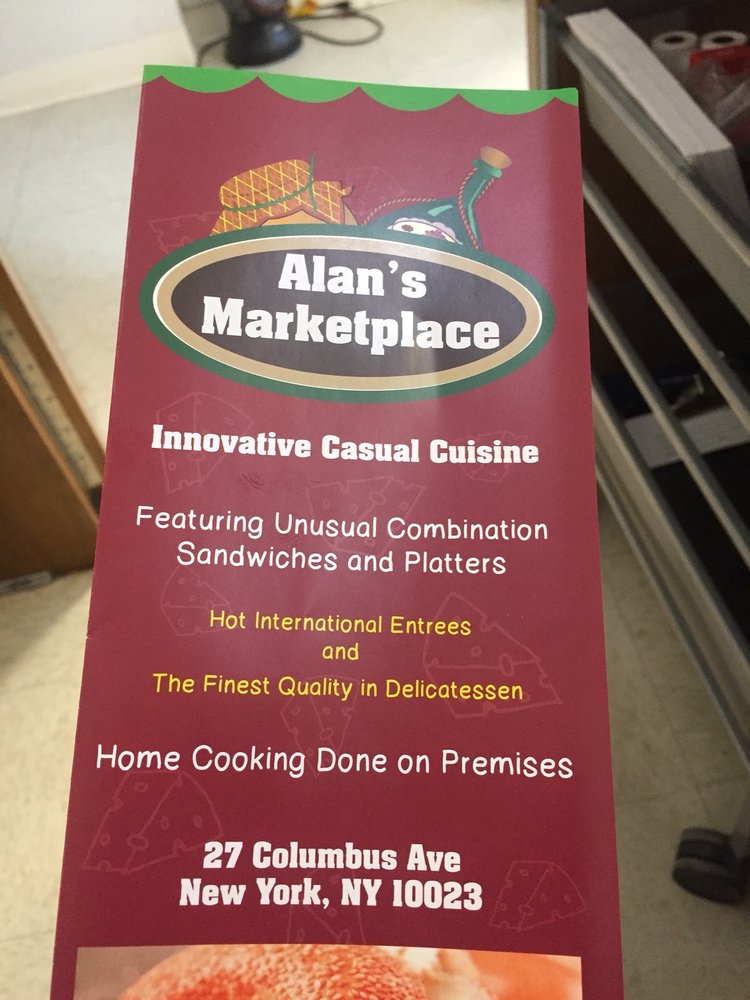 Alan's
Marketplace
Innovative Casual Cuisine
Featuring Unusual Combination
Sandwiches and Platters
Hot International Entrees
and
The Finest Quality in Delicatessen
Home Cooking Done on Premises
27 Columbus Ave
New York, NY 10023